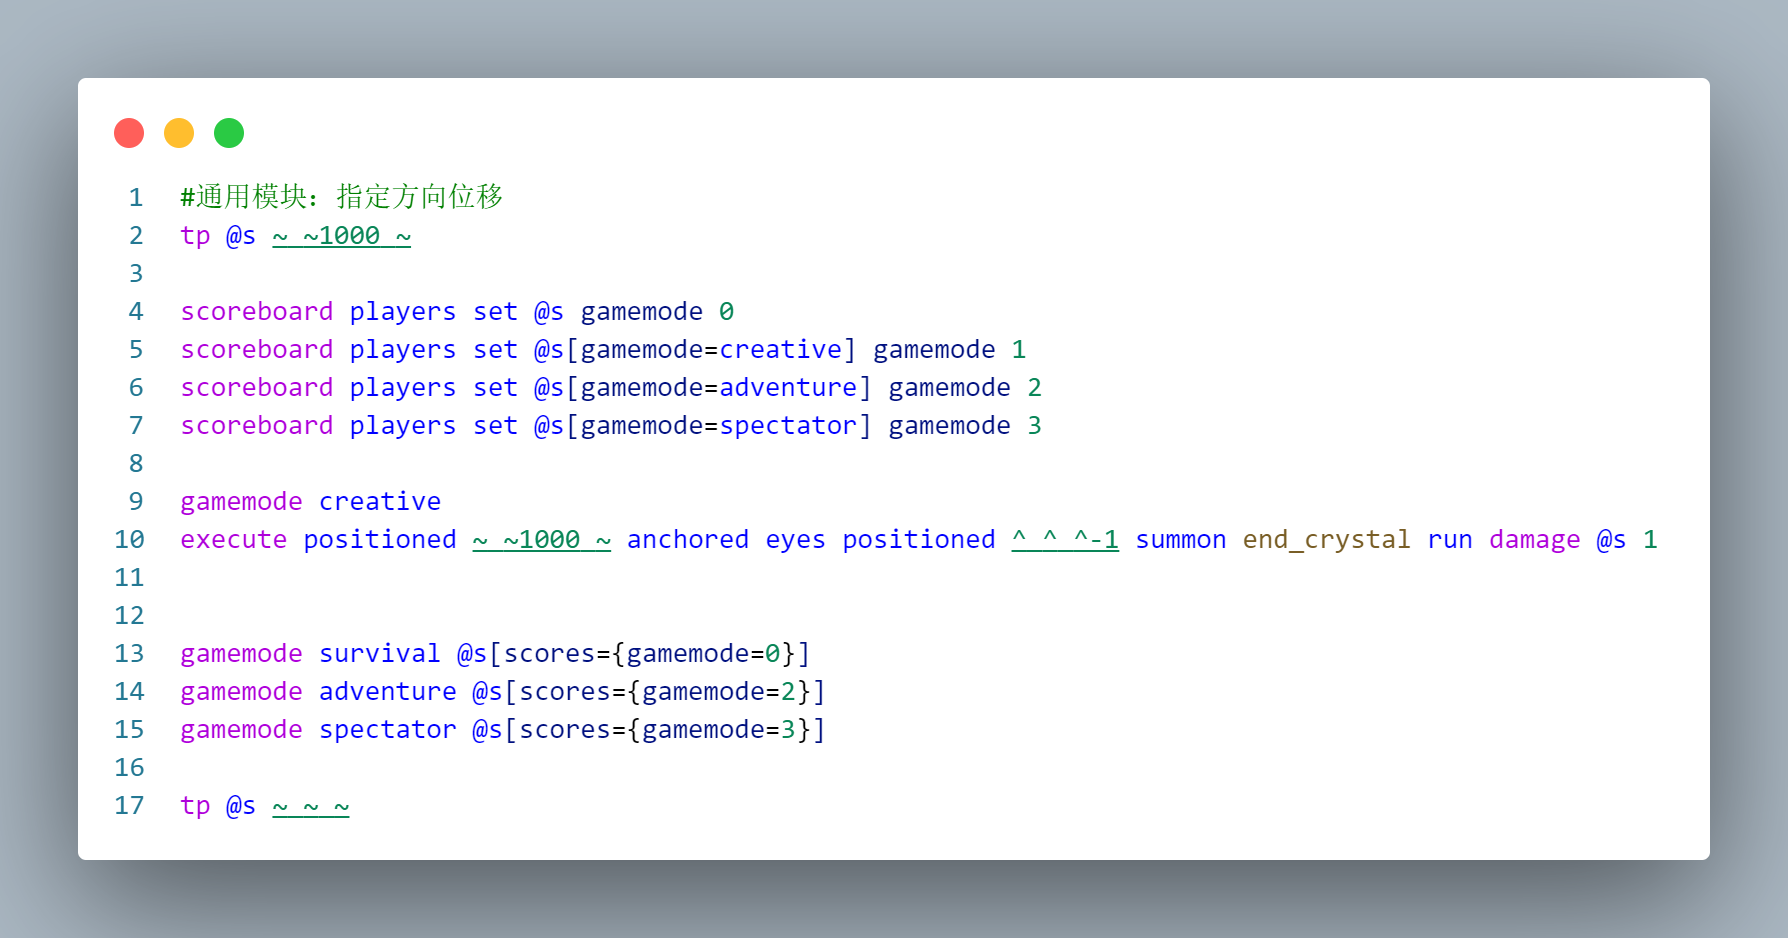 1 #通用模块：指定方向位移
2 tp @s ~ ~1000 ~
3
4 scoreboard players set @s gamemode 0
5 scoreboard players set @s[gamemode=creative] gamemode 1
6 scoreboard players set @s[gamemode=adventure] gamemode 2
7 scoreboard players set @s[gamemode=spectator] gamemode 3
8
9 gamemode creative
10 execute positioned ~ ~1000 ~ anchored eyes positioned ^ ^ ^-1 summon end_crystal run damage @s 1
11
12
13 gamemode survival @s[scores={gamemode=0}]
14 gamemode adventure @s[scores={gamemode=2}]
15 gamemode spectator @s[scores={gamemode=3}]
16
17 tp @s ~ ~ ~